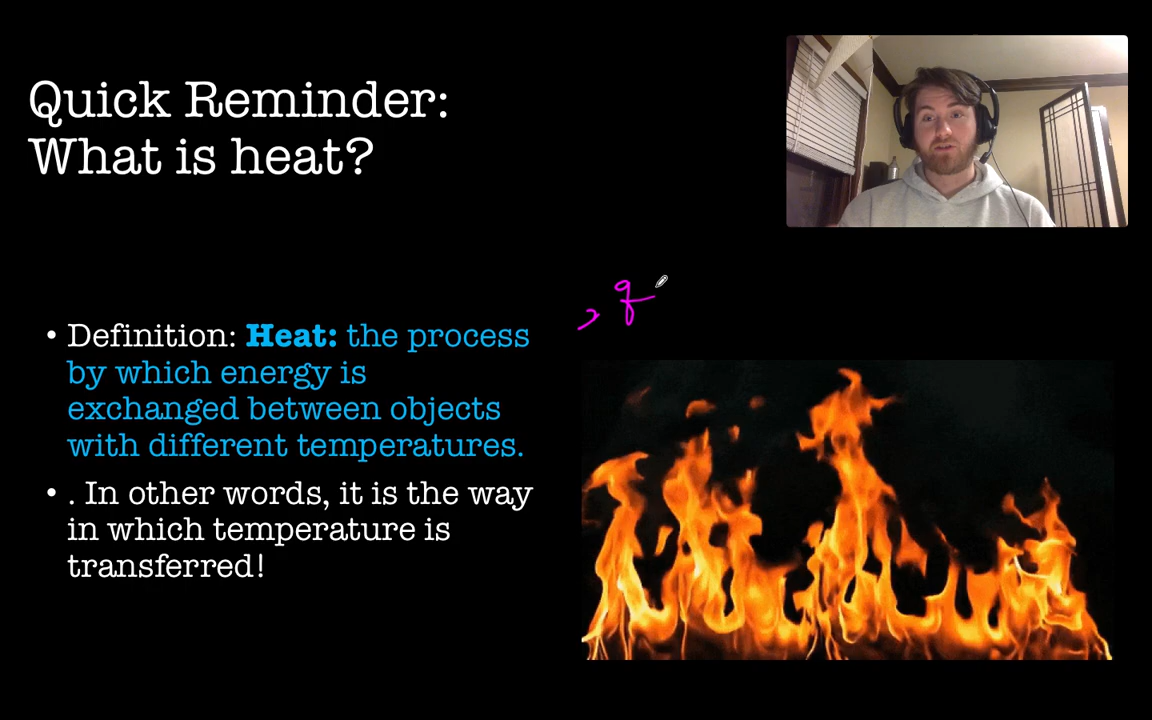 Quick Reminder:
What is heat?
q
• Definition: Heat: the process
by which energy is
exchanged between objects
with different temperatures.
• . In other words, it is the way
in which temperature is
transferred!